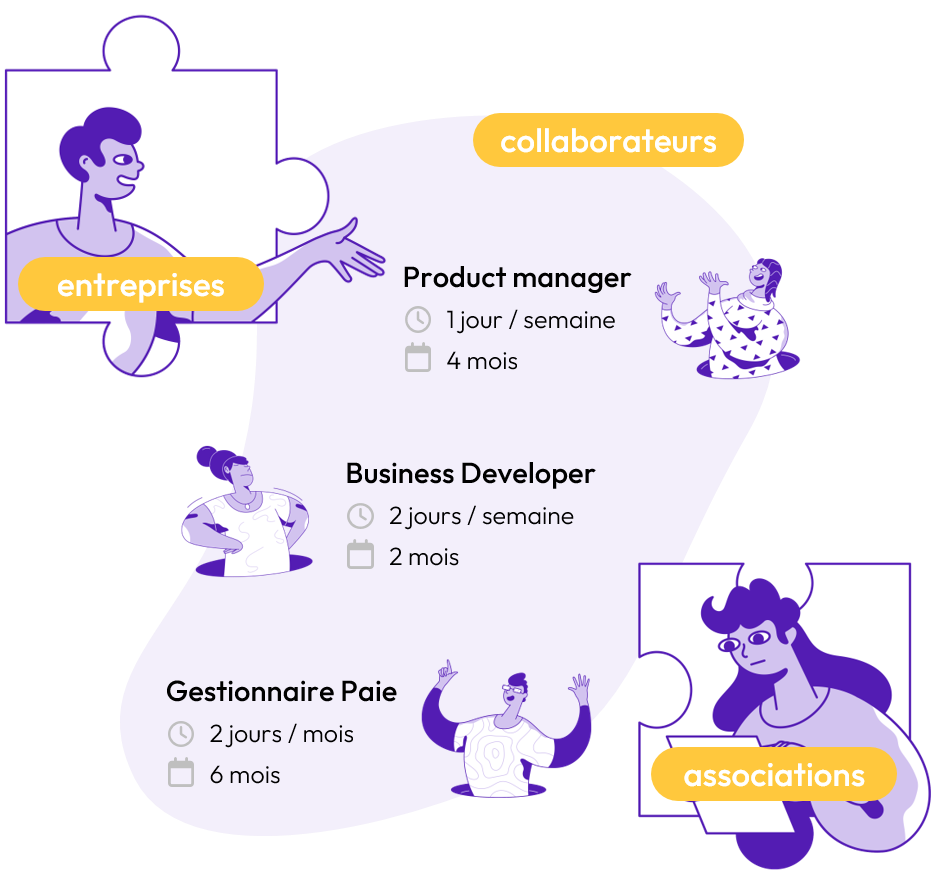 collaborateurs
entreprises
Product manager
1 jour / semaine
4 mois
Business Developer
2 jours / semaine
2 mois
Gestionnaire Paie
2 jours / mois
6 mois
associations